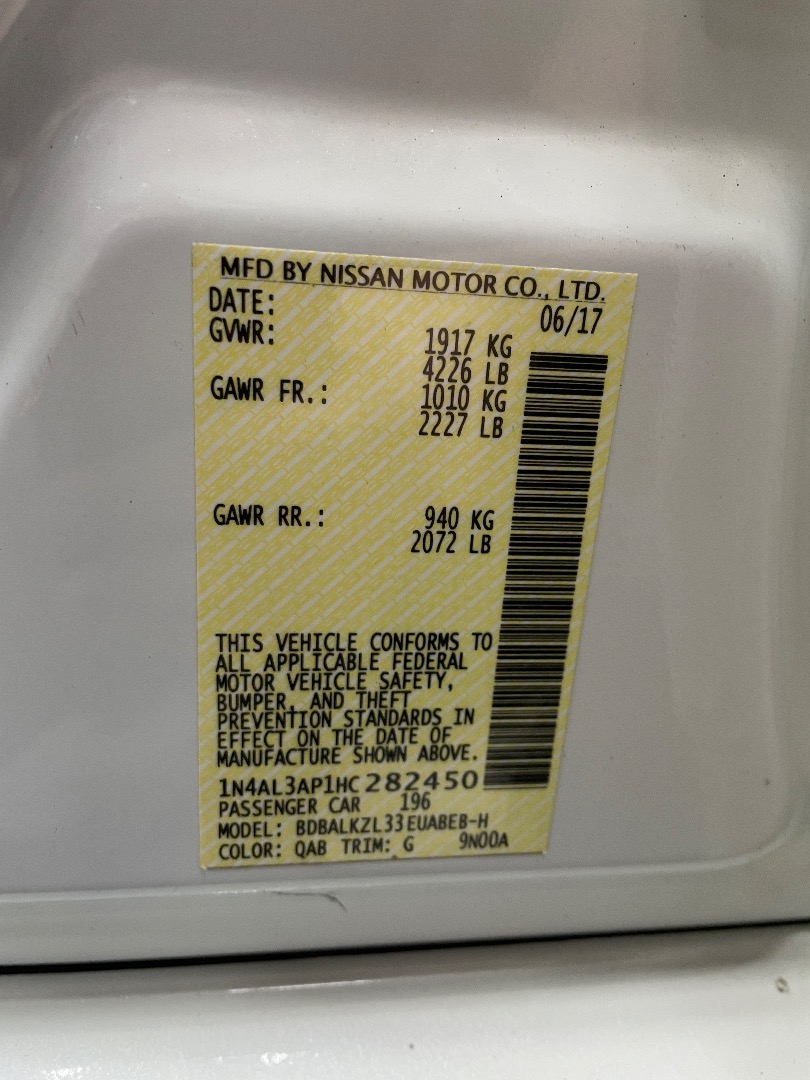 MFD BY NISSAN MOTOR CO., LTD.
DATE: 06/17
GVWR: 1917 KG
4226 LB
GAWR FR.: 1010 KG
2227 LB
GAWR RR.: 940 KG
2072 LB
THIS VEHICLE CONFORMS TO
ALL APPLICABLE FEDERAL
MOTOR VEHICLE SAFETY,
BUMPER, AND THEFT
PREVENTION STANDARDS IN
EFFECT ON THE DATE OF
MANUFACTURE SHOWN ABOVE.
1N4AL3AP1HC282450
PASSENGER CAR 196
MODEL: BDBALKZL33EUABEB-H
COLOR: QAB TRIM: G 9N00A